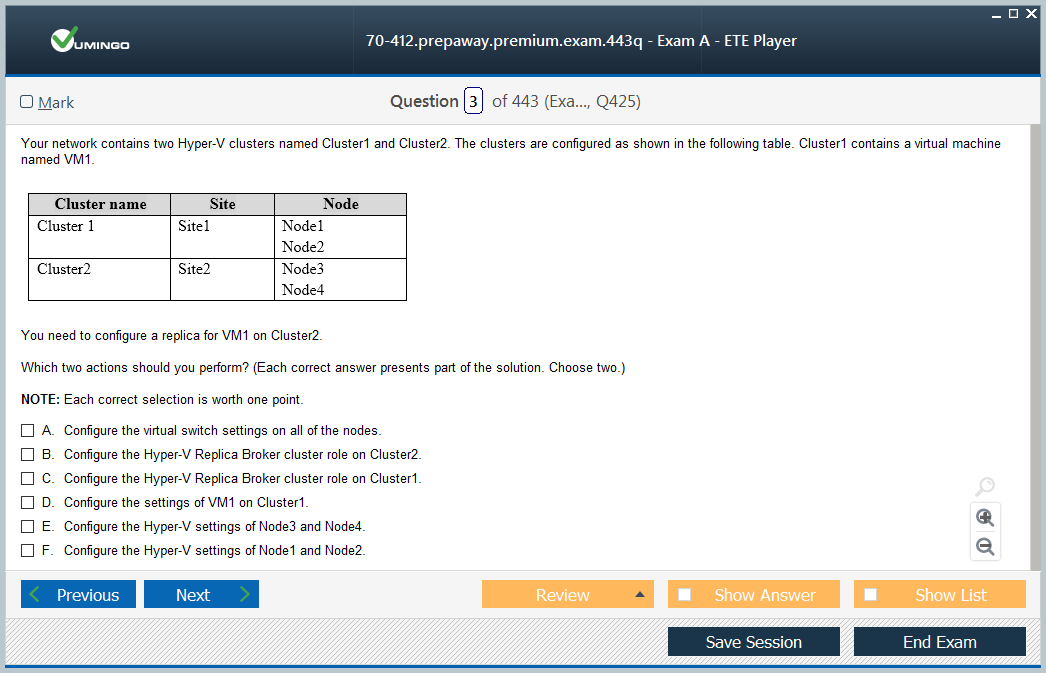 VUMINGO
70-412.prepaway.premium.exam.443q - Exam A - ETE Player
Mark
Question 3 of 443 (Exa..., Q425)
Your network contains two Hyper-V clusters named Cluster1 and Cluster2. The clusters are configured as shown in the following table. Cluster1 contains a virtual machine
named VM1.
Cluster name Site Node
Cluster 1 Site1 Node1
Node2
Cluster2 Site2 Node3
Node4
You need to configure a replica for VM1 on Cluster2.
Which two actions should you perform? (Each correct answer presents part of the solution. Choose two.)
NOTE: Each correct selection is worth one point.
A. Configure the virtual switch settings on all of the nodes.
B. Configure the Hyper-V Replica Broker cluster role on Cluster2.
C. Configure the Hyper-V Replica Broker cluster role on Cluster1.
D. Configure the settings of VM1 on Cluster1.
E. Configure the Hyper-V settings of Node3 and Node4.
F. Configure the Hyper-V settings of Node1 and Node2.
Previous Next Review Show Answer Show List
Save Session End Exam